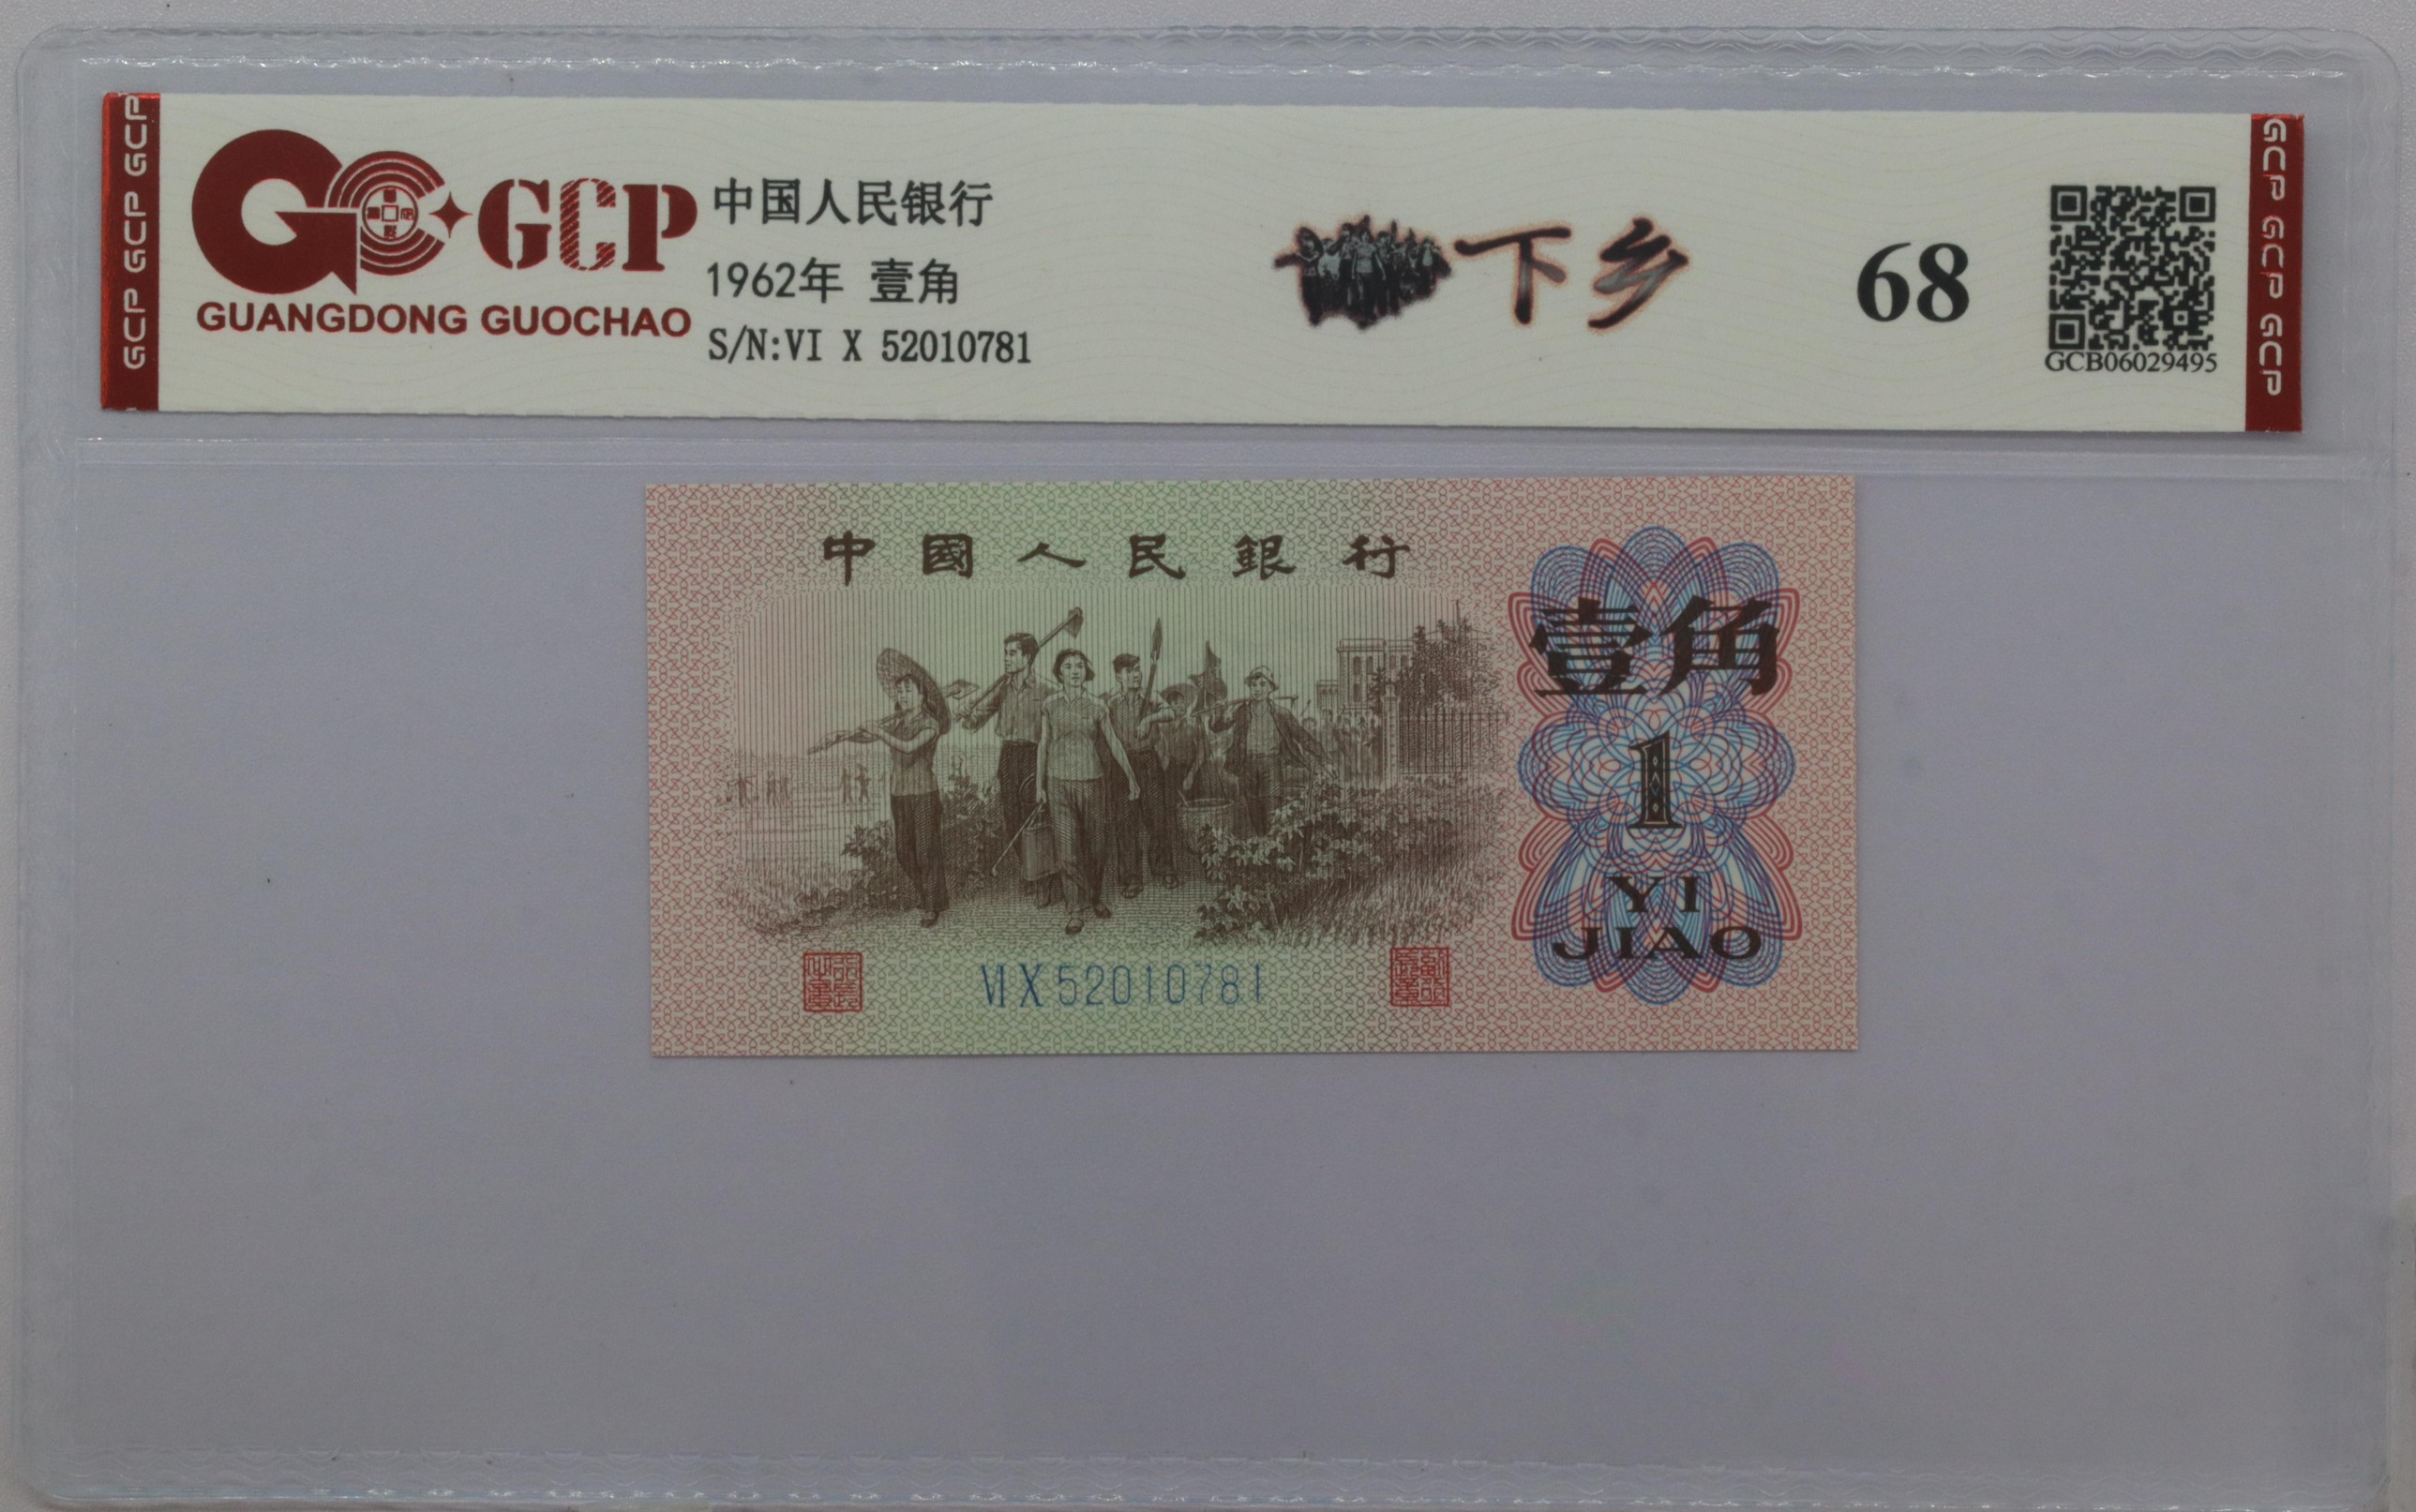 GCP GCP GCP
GCP
GUANGDONG GUOCHAO
中国人民银行
1962年 壹角
S/N:VI X 52010781
下乡
68
GCB06029495
GCP GCP GCP
中國人民銀行
壹角
1
YI
JIAO
VI X 52010781